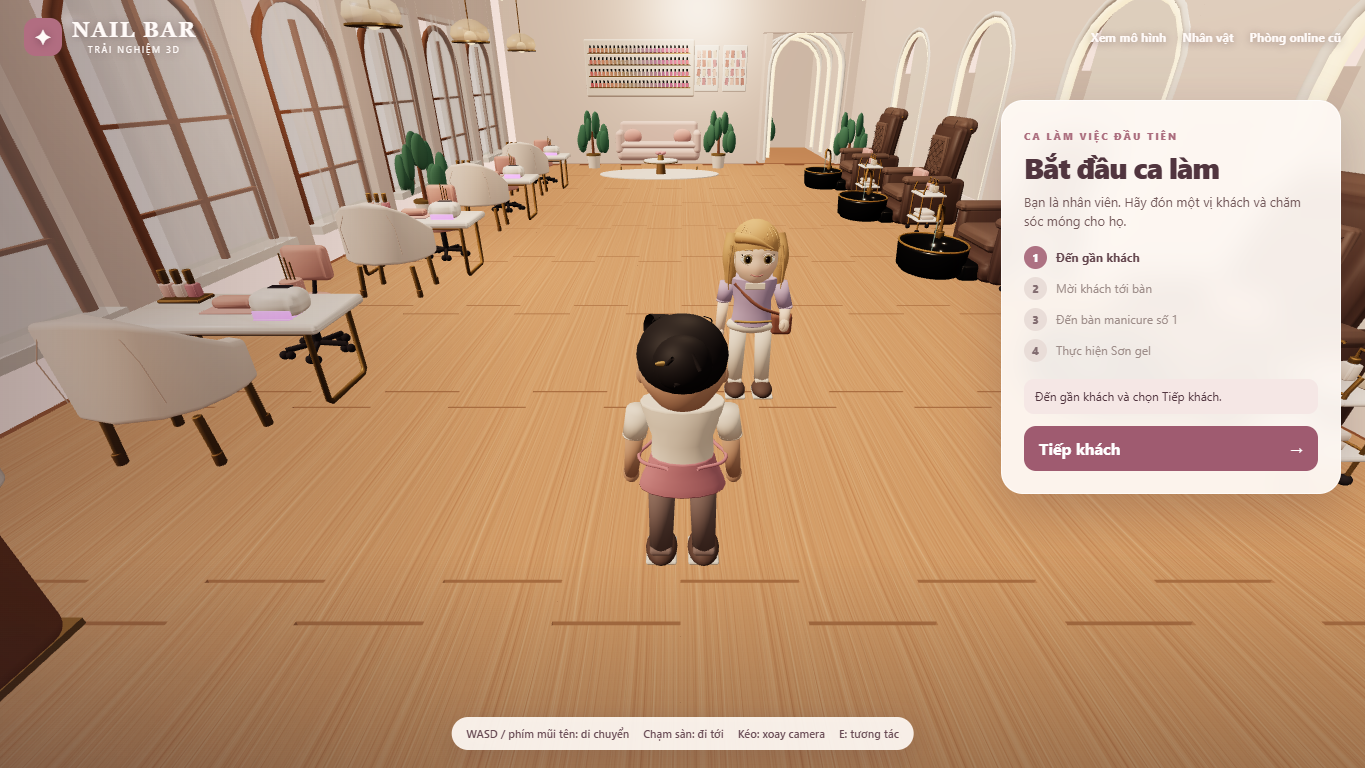 NAIL BAR
TRẢI NGHIỆM 3D
Xem mô hình Nhân vật Phòng online cũ
CA LÀM VIỆC ĐẦU TIÊN
Bắt đầu ca làm
Bạn là nhân viên. Hãy đón một vị khách và chăm
sóc móng cho họ.
1 Đến gần khách
2 Mời khách tới bàn
3 Đến bàn manicure số 1
4 Thực hiện Sơn gel
Đến gần khách và chọn Tiếp khách.
Tiếp khách →
WASD / phím mũi tên: di chuyển Chạm sàn: đi tới Kéo: xoay camera E: tương tác